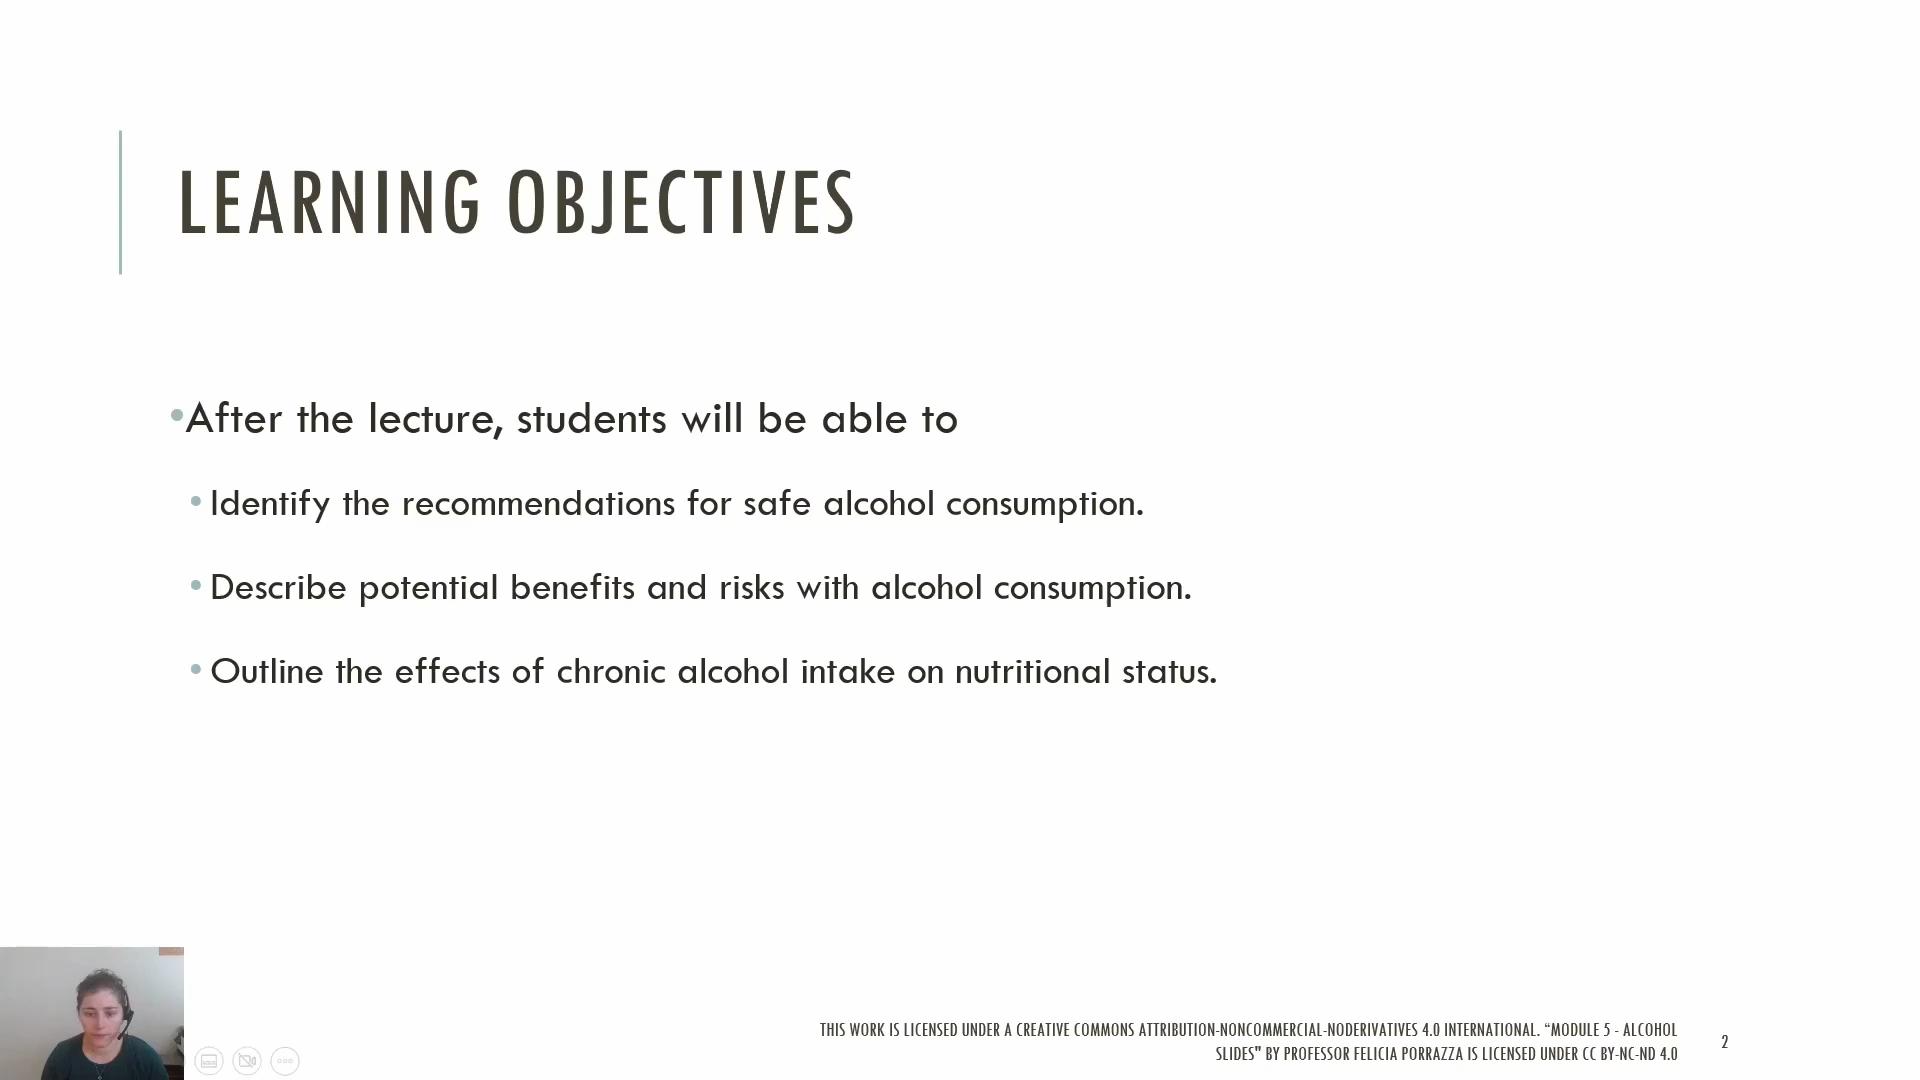 LEARNING OBJECTIVES
•After the lecture, students will be able to
• Identify the recommendations for safe alcohol consumption.
• Describe potential benefits and risks with alcohol consumption.
• Outline the effects of chronic alcohol intake on nutritional status.
THIS WORK IS LICENSED UNDER A CREATIVE COMMONS ATTRIBUTION-NONCOMMERCIAL-NODERIVATIVES 4.0 INTERNATIONAL. “MODULE 5 - ALCOHOL
SLIDES" BY PROFESSOR FELICIA PORRAZZA IS LICENSED UNDER CC BY-NC-ND 4.0
2